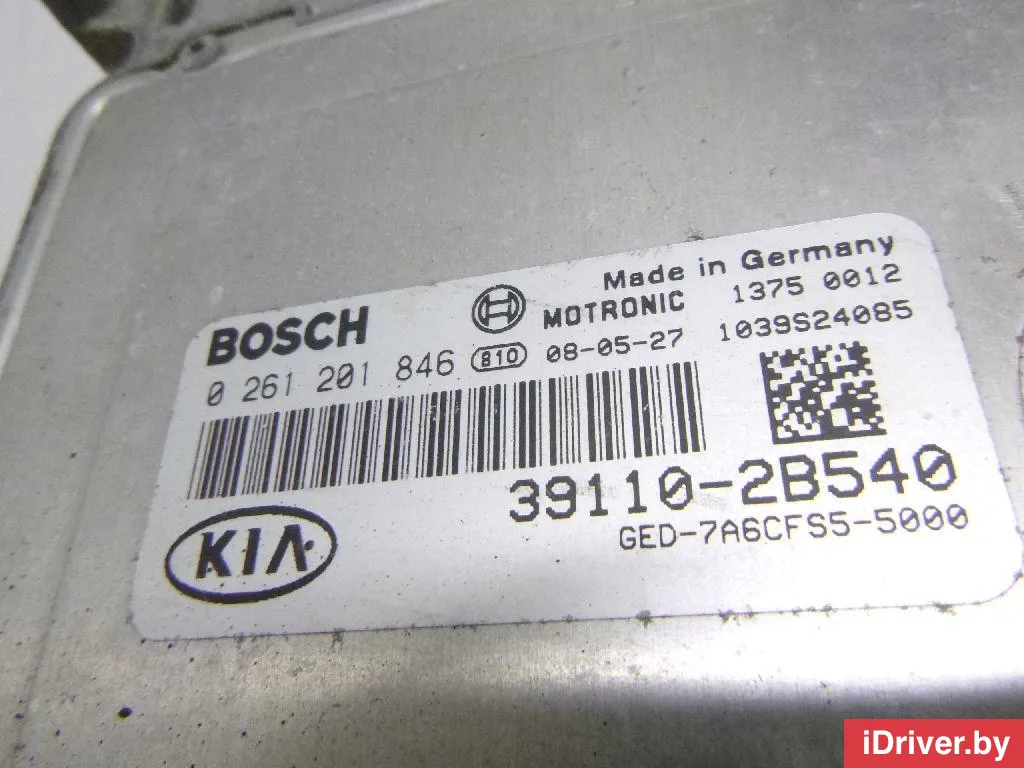 Made in Germany
BOSCH MOTRONIC 1375 0012
0 261 201 846 810 08-05-27 1039S24085
39110-2B540
KIA GED-7A6CFS5-5000
iDriver.by